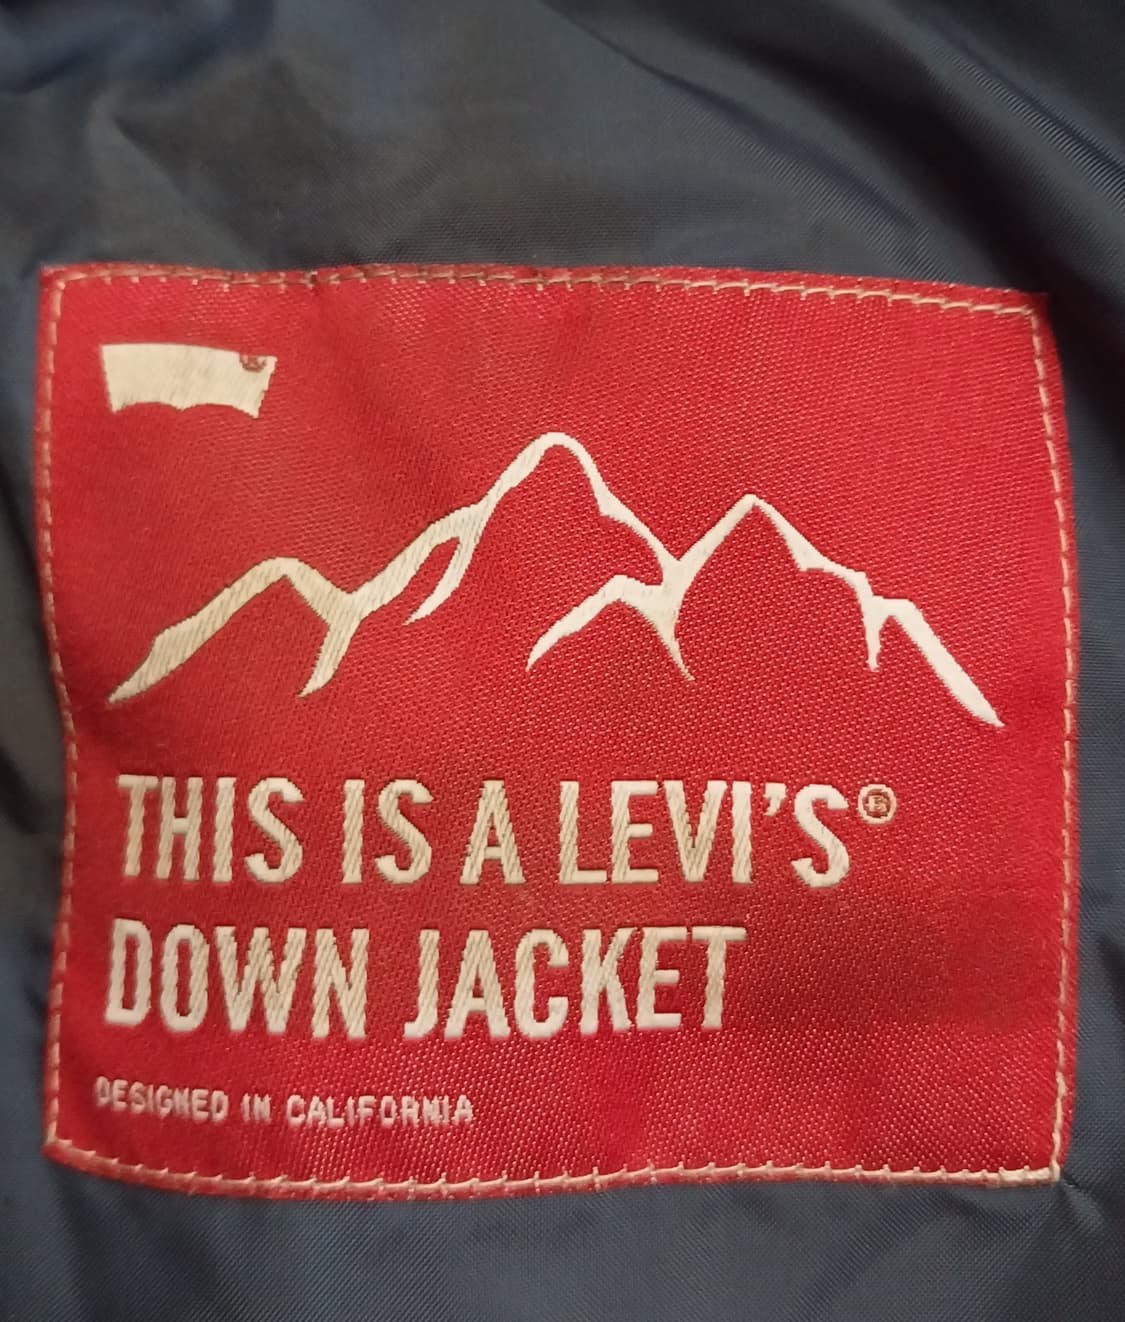 THIS IS A LEVI'S®
DOWN JACKET
DESIGNED IN CALIFORNIA